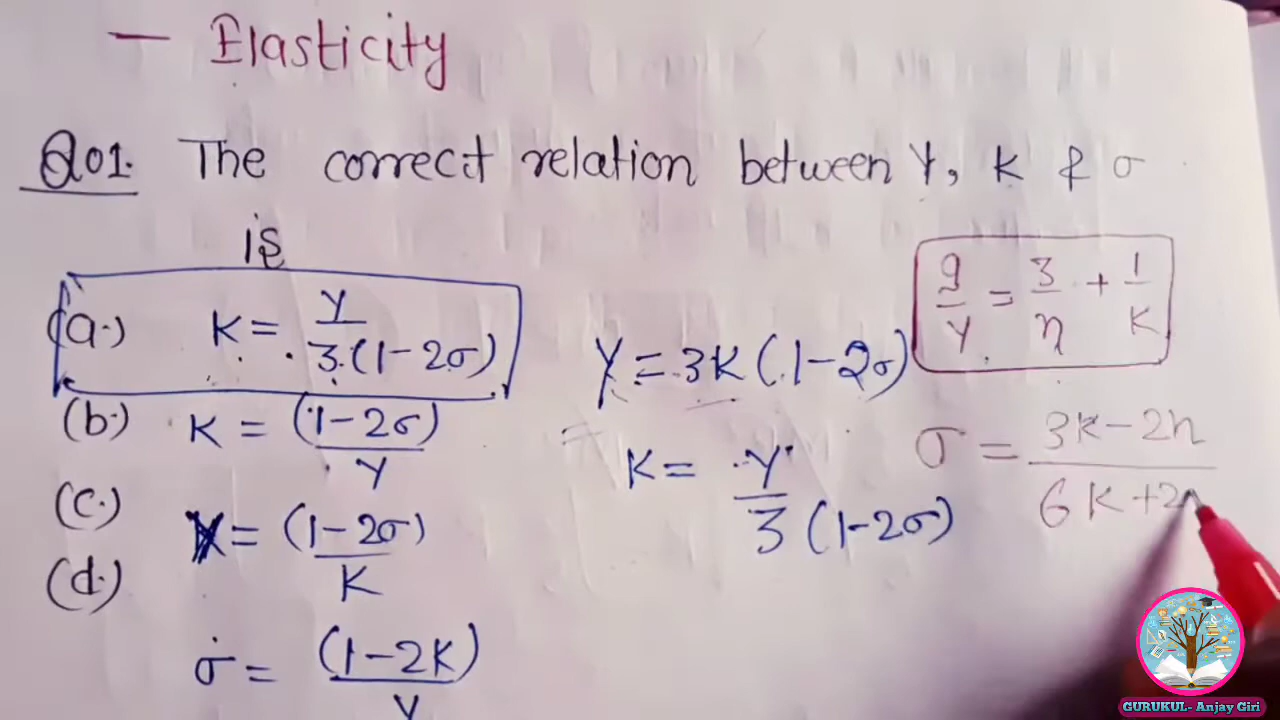 — Elasticity
Q01. The correct relation between Y, K & σ
is
(a.) K = Y / 3(1-2σ)
(b.) K = (1-2σ) / Y
(c.) Y = (1-2σ) / K
(d.)
σ = (1-2K) / Y
Y = 3K(1-2σ)
K = Y / 3(1-2σ)
9/Y = 3/η + 1/K
σ = 3K-2η / 6K+2
GURUKUL- Anjay Giri